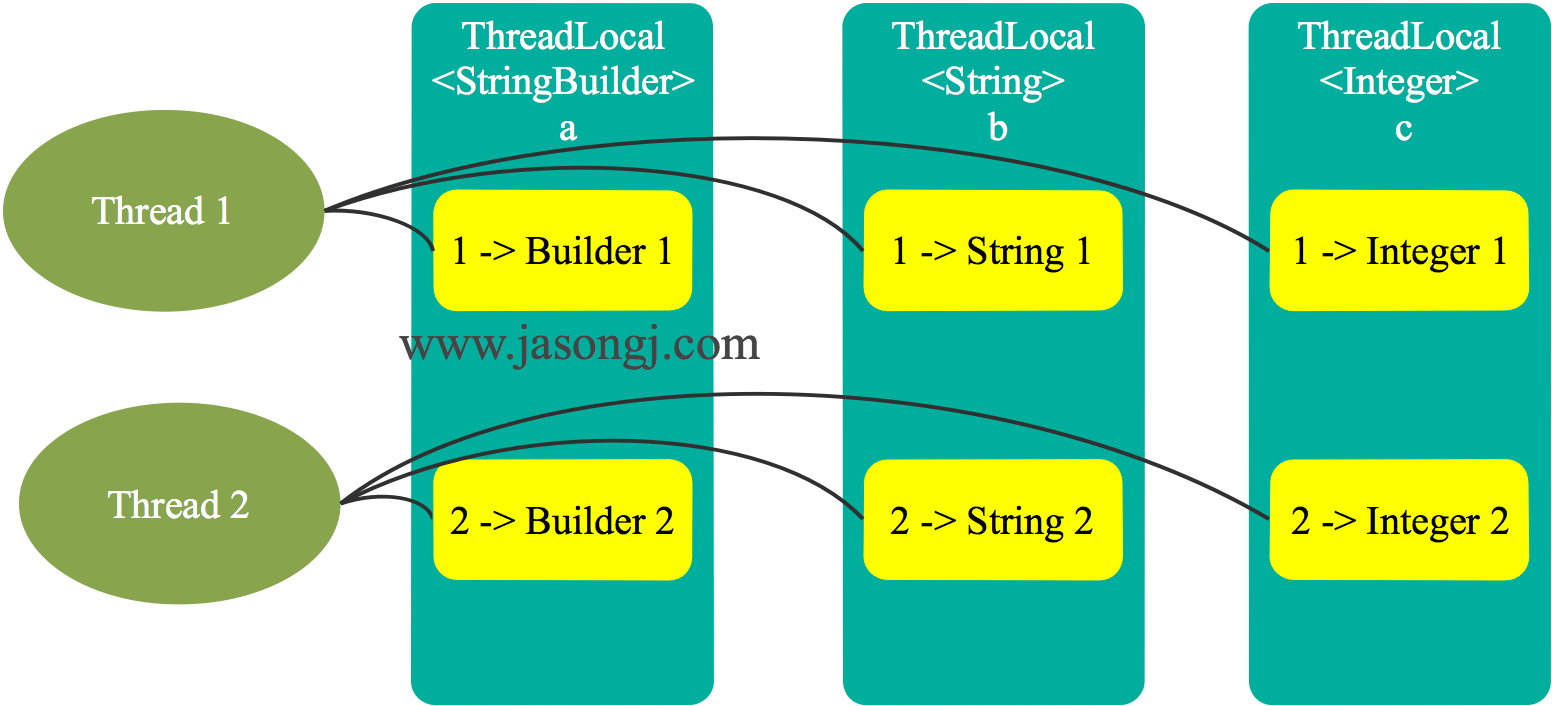 ThreadLocal
<StringBuilder>
a
ThreadLocal
<String>
b
ThreadLocal
<Integer>
c
Thread 1
1 -> Builder 1
1 -> String 1
1 -> Integer 1
www.jasongj.com
Thread 2
2 -> Builder 2
2 -> String 2
2 -> Integer 2